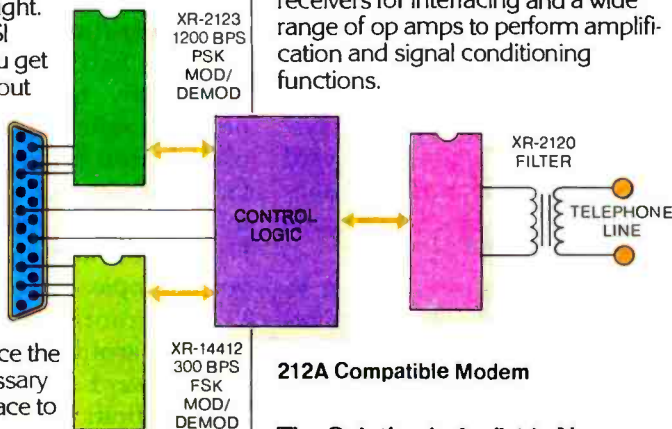 ight.
SI
u get
out
receivers for interfacing and a wide
range of op amps to perform amplifi-
cation and signal conditioning
functions.
XR-2123
1200 BPS
PSK
MOD/
DEMOD
CONTROL
LOGIC
XR-2120
FILTER
TELEPHONE
LINE
XR-14412
300 BPS
FSK
MOD/
DEMOD
ce the
ssary
ace to
212A Compatible Modem